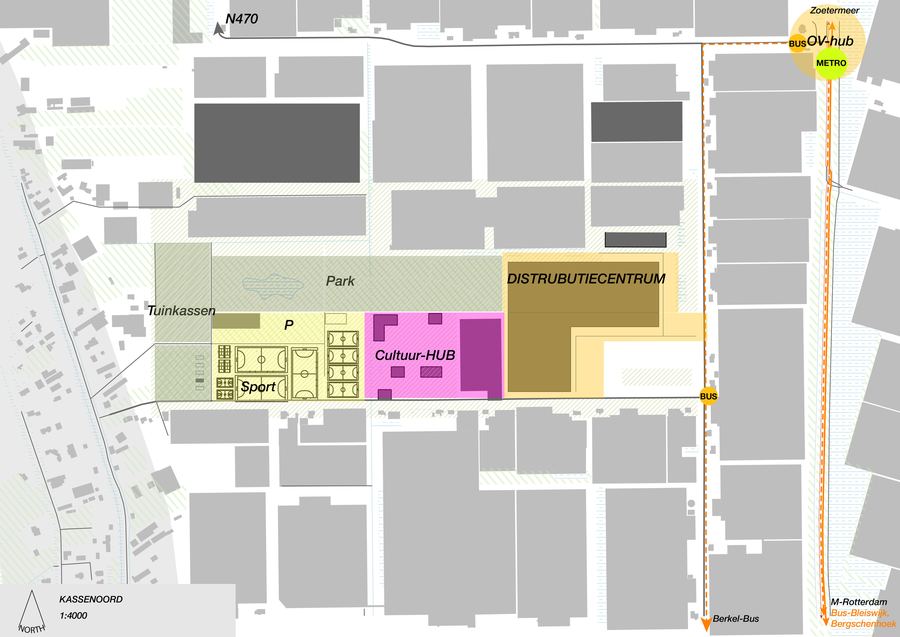 Zoetermeer
N470
BUS
OV-hub
METRO
DISTRUBUTIECENTRUM
Park
Tuinkassen
P
Cultuur-HUB
Sport
BUS
KASSENOORD
1:4000
NORTH
M-Rotterdam
Bus-Bleiswijk,
Bergschenhoek
Berkel-Bus